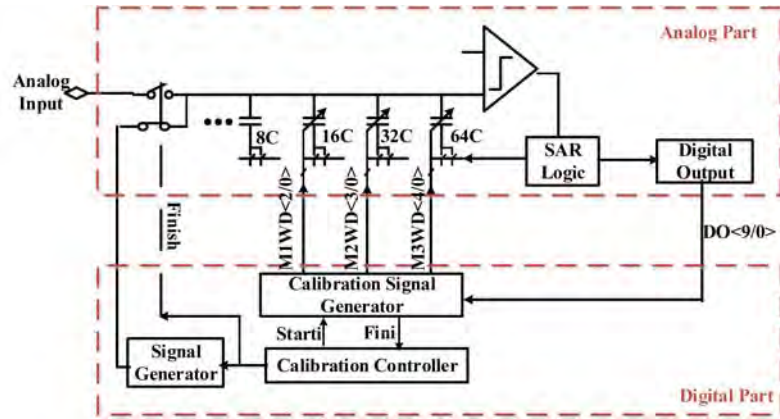 Analog Part
Analog
Input
8C
16C
32C
64C
SAR
Logic
Digital
Output
Finish
M1WD<2/0>
M2WD<3/0>
M3WD<4/0>
DO<9/0>
Calibration Signal
Generator
Starti
Fini
Signal
Generator
Calibration Controller
Digital Part